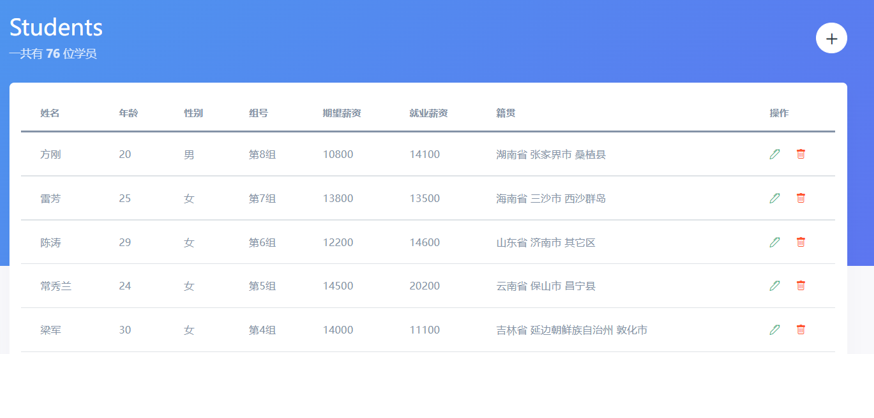 Students
一共有 76 位学员
姓名 年龄 性别 组号 期望薪资 就业薪资 籍贯 操作
方刚 20 男 第8组 10800 14100 湖南省 张家界市 桑植县
雷芳 25 女 第7组 13800 13500 海南省 三沙市 西沙群岛
陈涛 29 女 第6组 12200 14600 山东省 济南市 其它区
常秀兰 24 女 第5组 14500 20200 云南省 保山市 昌宁县
梁军 30 女 第4组 14000 11100 吉林省 延边朝鲜族自治州 敦化市